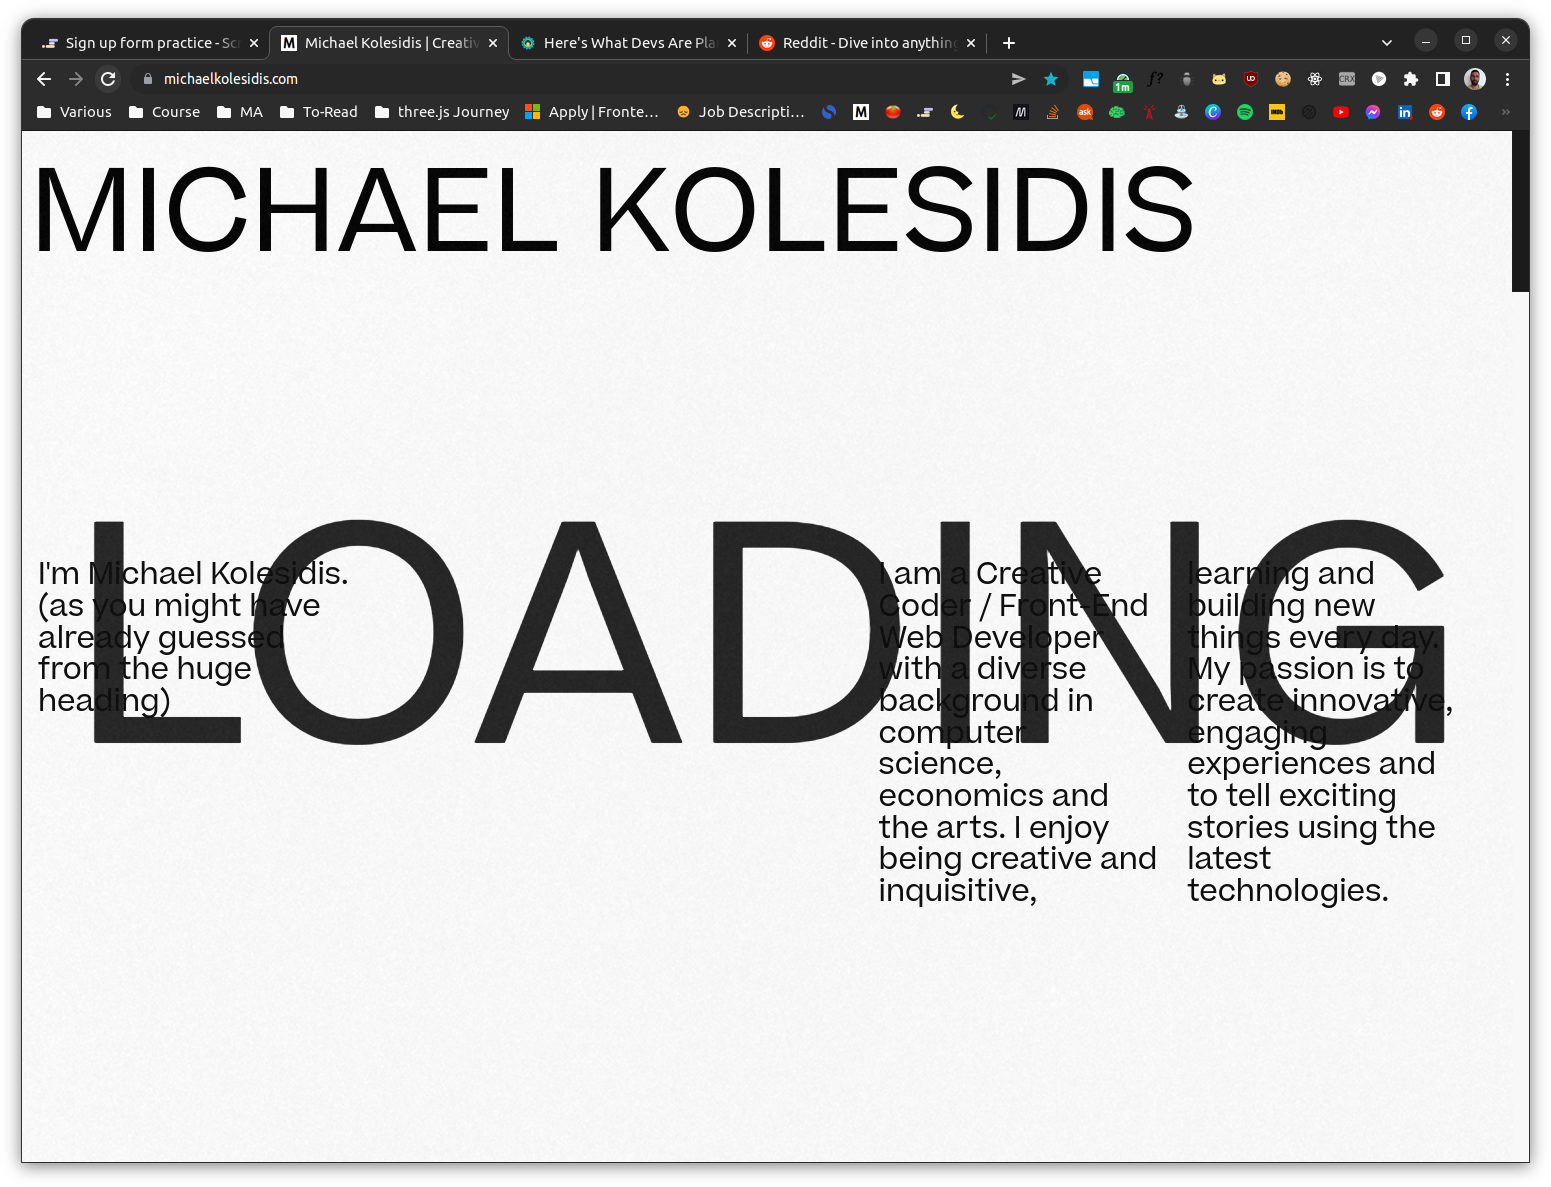 Sign up form practice - Sc
Michael Kolesidis | Creativ
Here's What Devs Are Pla
Reddit - Dive into anything
michaelkolesidis.com
1m
CRX
Various
Course
MA
To-Read
three.js Journey
Apply | Fronte...
Job Descripti...
MICHAEL KOLESIDIS
LOADING
I'm Michael Kolesidis.
(as you might have
already guessed
from the huge
heading)
I am a Creative
Coder / Front-End
Web Developer
with a diverse
background in
computer
science,
economics and
the arts. I enjoy
being creative and
inquisitive,
learning and
building new
things every day.
My passion is to
create innovative,
engaging
experiences and
to tell exciting
stories using the
latest
technologies.